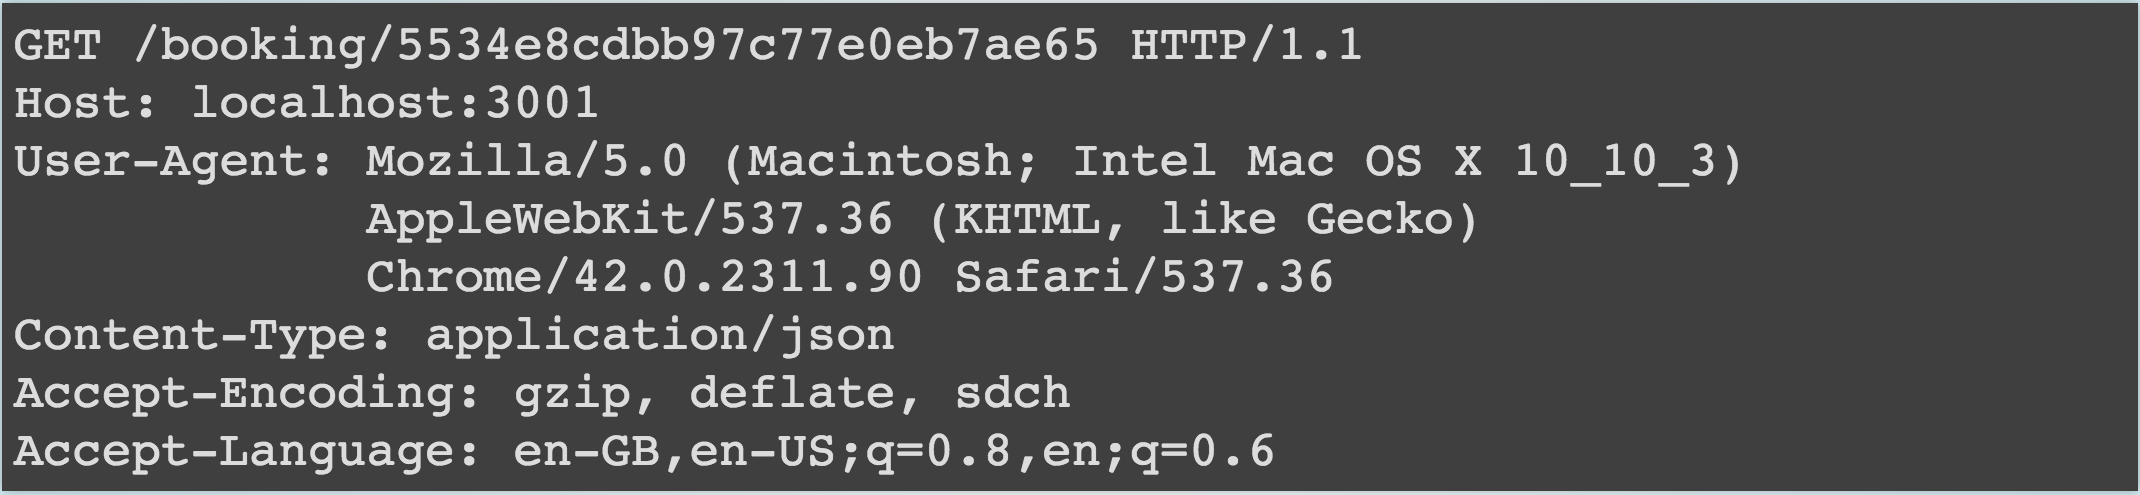 GET /booking/5534e8cdbb97c77e0eb7ae65 HTTP/1.1
Host: localhost:3001
User-Agent: Mozilla/5.0 (Macintosh; Intel Mac OS X 10_10_3)
AppleWebKit/537.36 (KHTML, like Gecko)
Chrome/42.0.2311.90 Safari/537.36
Content-Type: application/json
Accept-Encoding: gzip, deflate, sdch
Accept-Language: en-GB,en-US;q=0.8,en;q=0.6